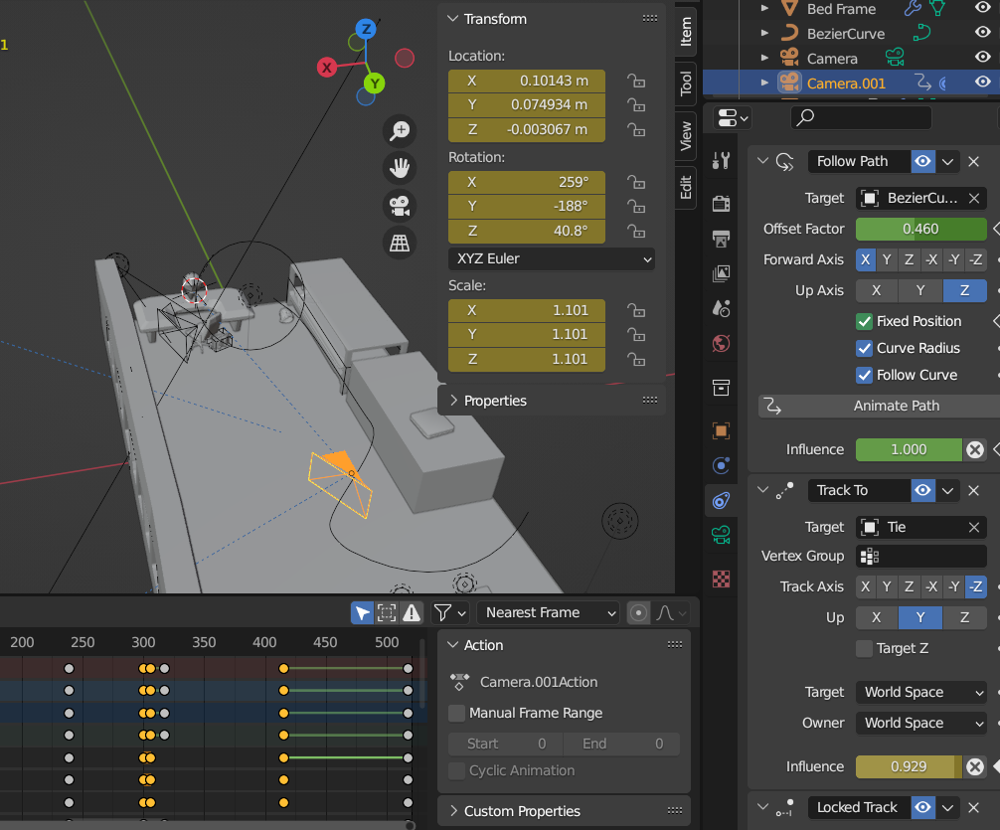 1
Z
X
Y
Transform
Location:
X 0.10143 m
Y 0.074934 m
Z -0.003067 m
Rotation:
X 259°
Y -188°
Z 40.8°
XYZ Euler
Scale:
X 1.101
Y 1.101
Z 1.101
Properties
Item
Tool
View
Edit
Bed Frame
BezierCurve
Camera
Camera.001
Follow Path
Target BezierCu...
Offset Factor 0.460
Forward Axis X Y Z -X -Y -Z
Up Axis X Y Z
Fixed Position
Curve Radius
Follow Curve
Animate Path
Influence 1.000
Track To
Target Tie
Vertex Group
Track Axis X Y Z -X -Y -Z
Up X Y Z
Target Z
Target World Space
Owner World Space
Influence 0.929
Locked Track
Nearest Frame
200 250 300 350 400 450 500
Action
Camera.001Action
Manual Frame Range
Start 0 End 0
Cyclic Animation
Custom Properties